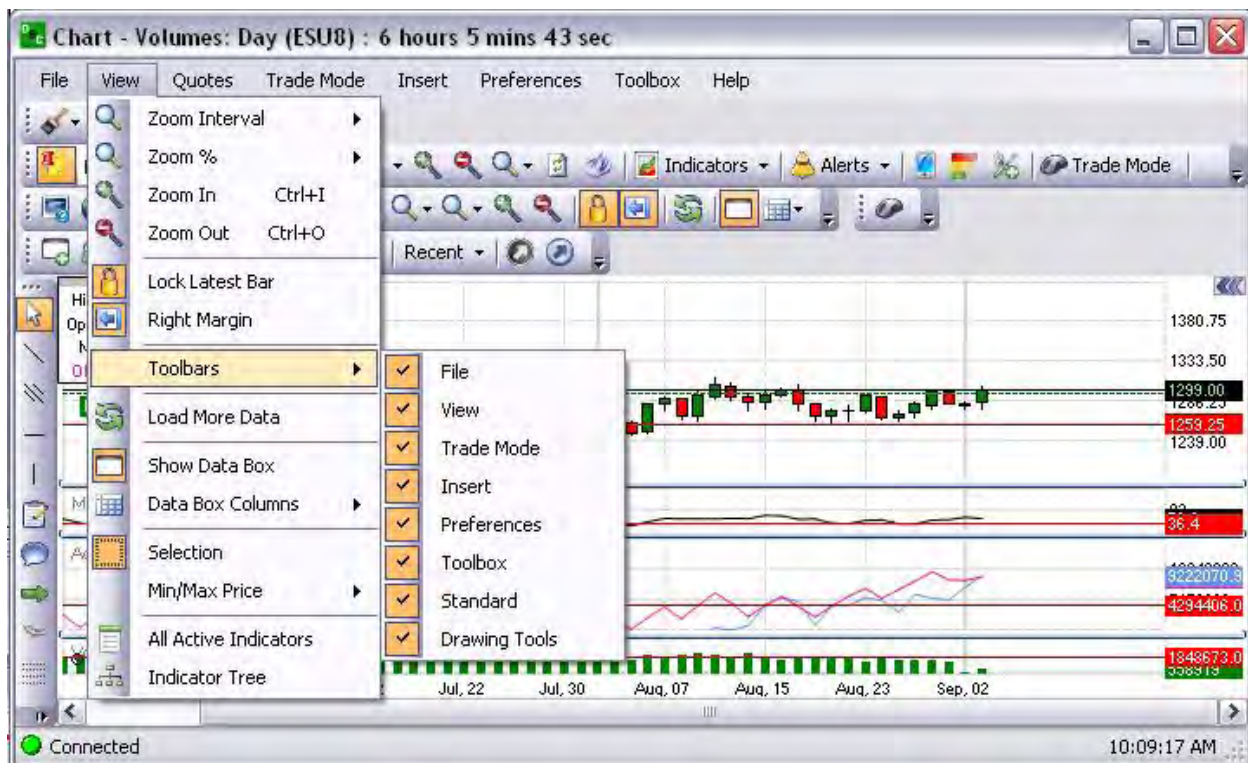 Chart - Volumes: Day (ESU8) : 6 hours 5 mins 43 sec
File View Quotes Trade Mode Insert Preferences Toolbox Help
Zoom Interval
Zoom %
Indicators Alerts Trade Mode
Zoom In Ctrl+I
Zoom Out Ctrl+O
Recent
Lock Latest Bar
Hi
Right Margin
Op
1380.75
1333.50
Toolbars
File
1299.00
View
Load More Data
1259.25
Trade Mode
1239.00
Show Data Box
Insert
Data Box Columns
M
Preferences
36.4
Selection
Toolbox
Min/Max Price
Standard
9222070.9
4294406.0
All Active Indicators
Drawing Tools
1848673.0
Indicator Tree
Jul, 22 Jul, 30 Aug, 07 Aug, 15 Aug, 23 Sep, 02
Connected
10:09:17 AM